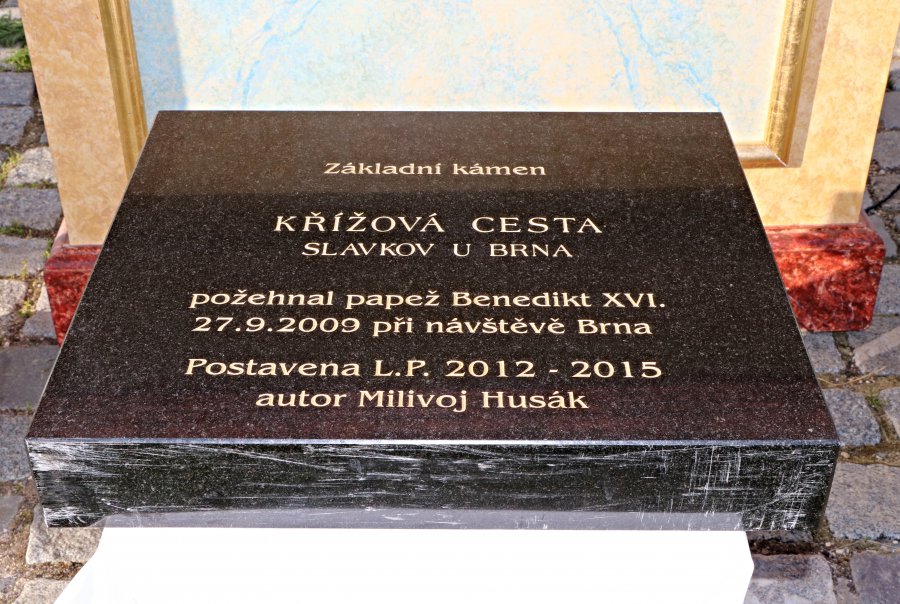 Základní kámen
KŘÍŽOVÁ CESTA
SLAVKOV U BRNA
požehnal papež Benedikt XVI.
27.9.2009 při návštěvě Brna
Postavena L.P. 2012 - 2015
autor Milivoj Husák